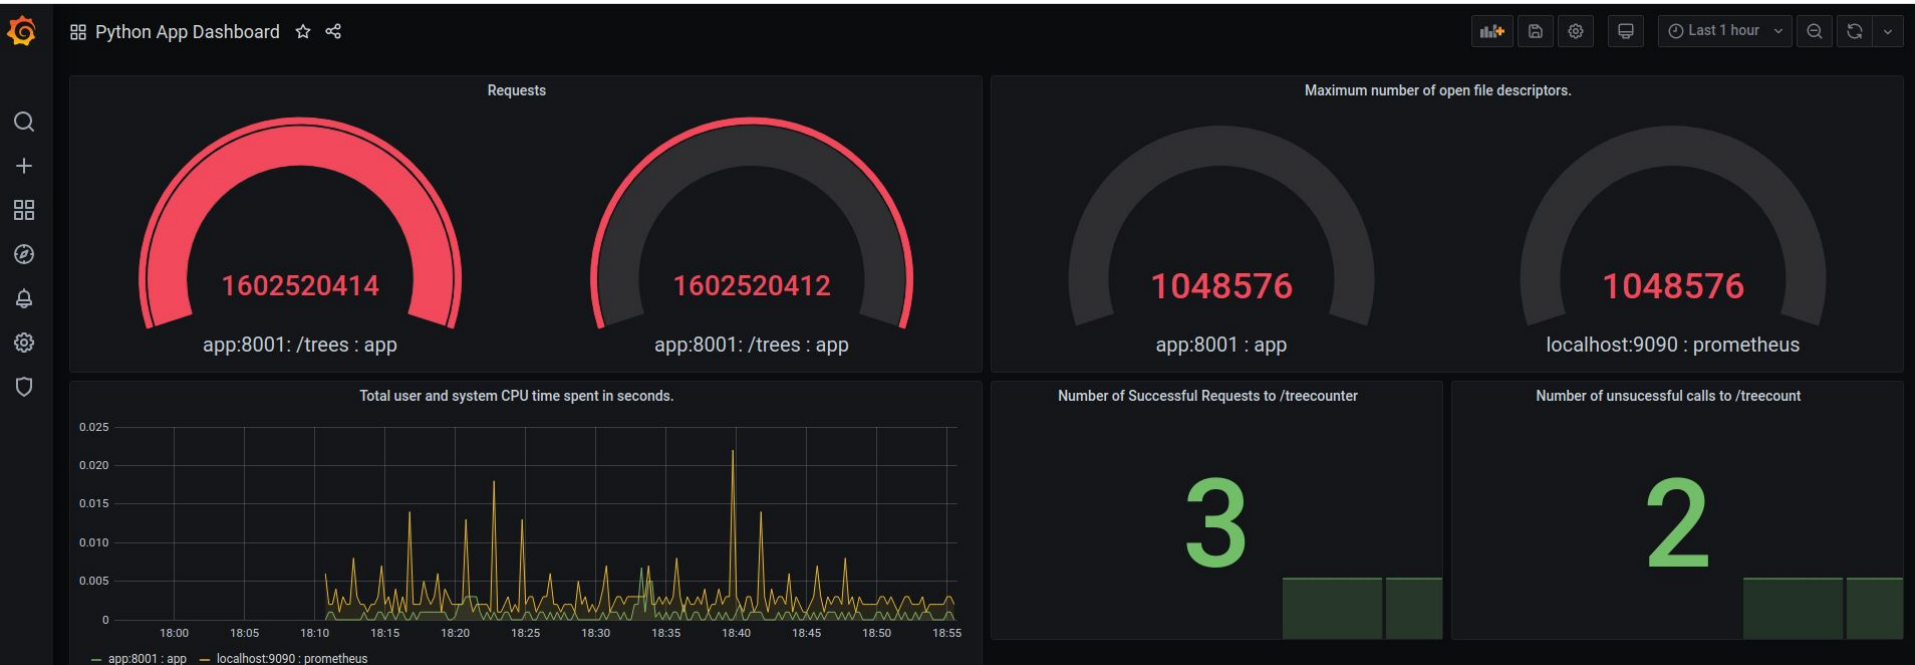 Python App Dashboard
Last 1 hour
Requests
1602520414
app:8001: /trees : app
1602520412
app:8001: /trees : app
Maximum number of open file descriptors.
1048576
app:8001 : app
1048576
localhost:9090 : prometheus
Total user and system CPU time spent in seconds.
0.025
0.020
0.015
0.010
0.005
0
18:00 18:05 18:10 18:15 18:20 18:25 18:30 18:35 18:40 18:45 18:50 18:55
app:8001 : app localhost:9090 : prometheus
Number of Successful Requests to /treecounter
3
Number of unsucessful calls to /treecount
2